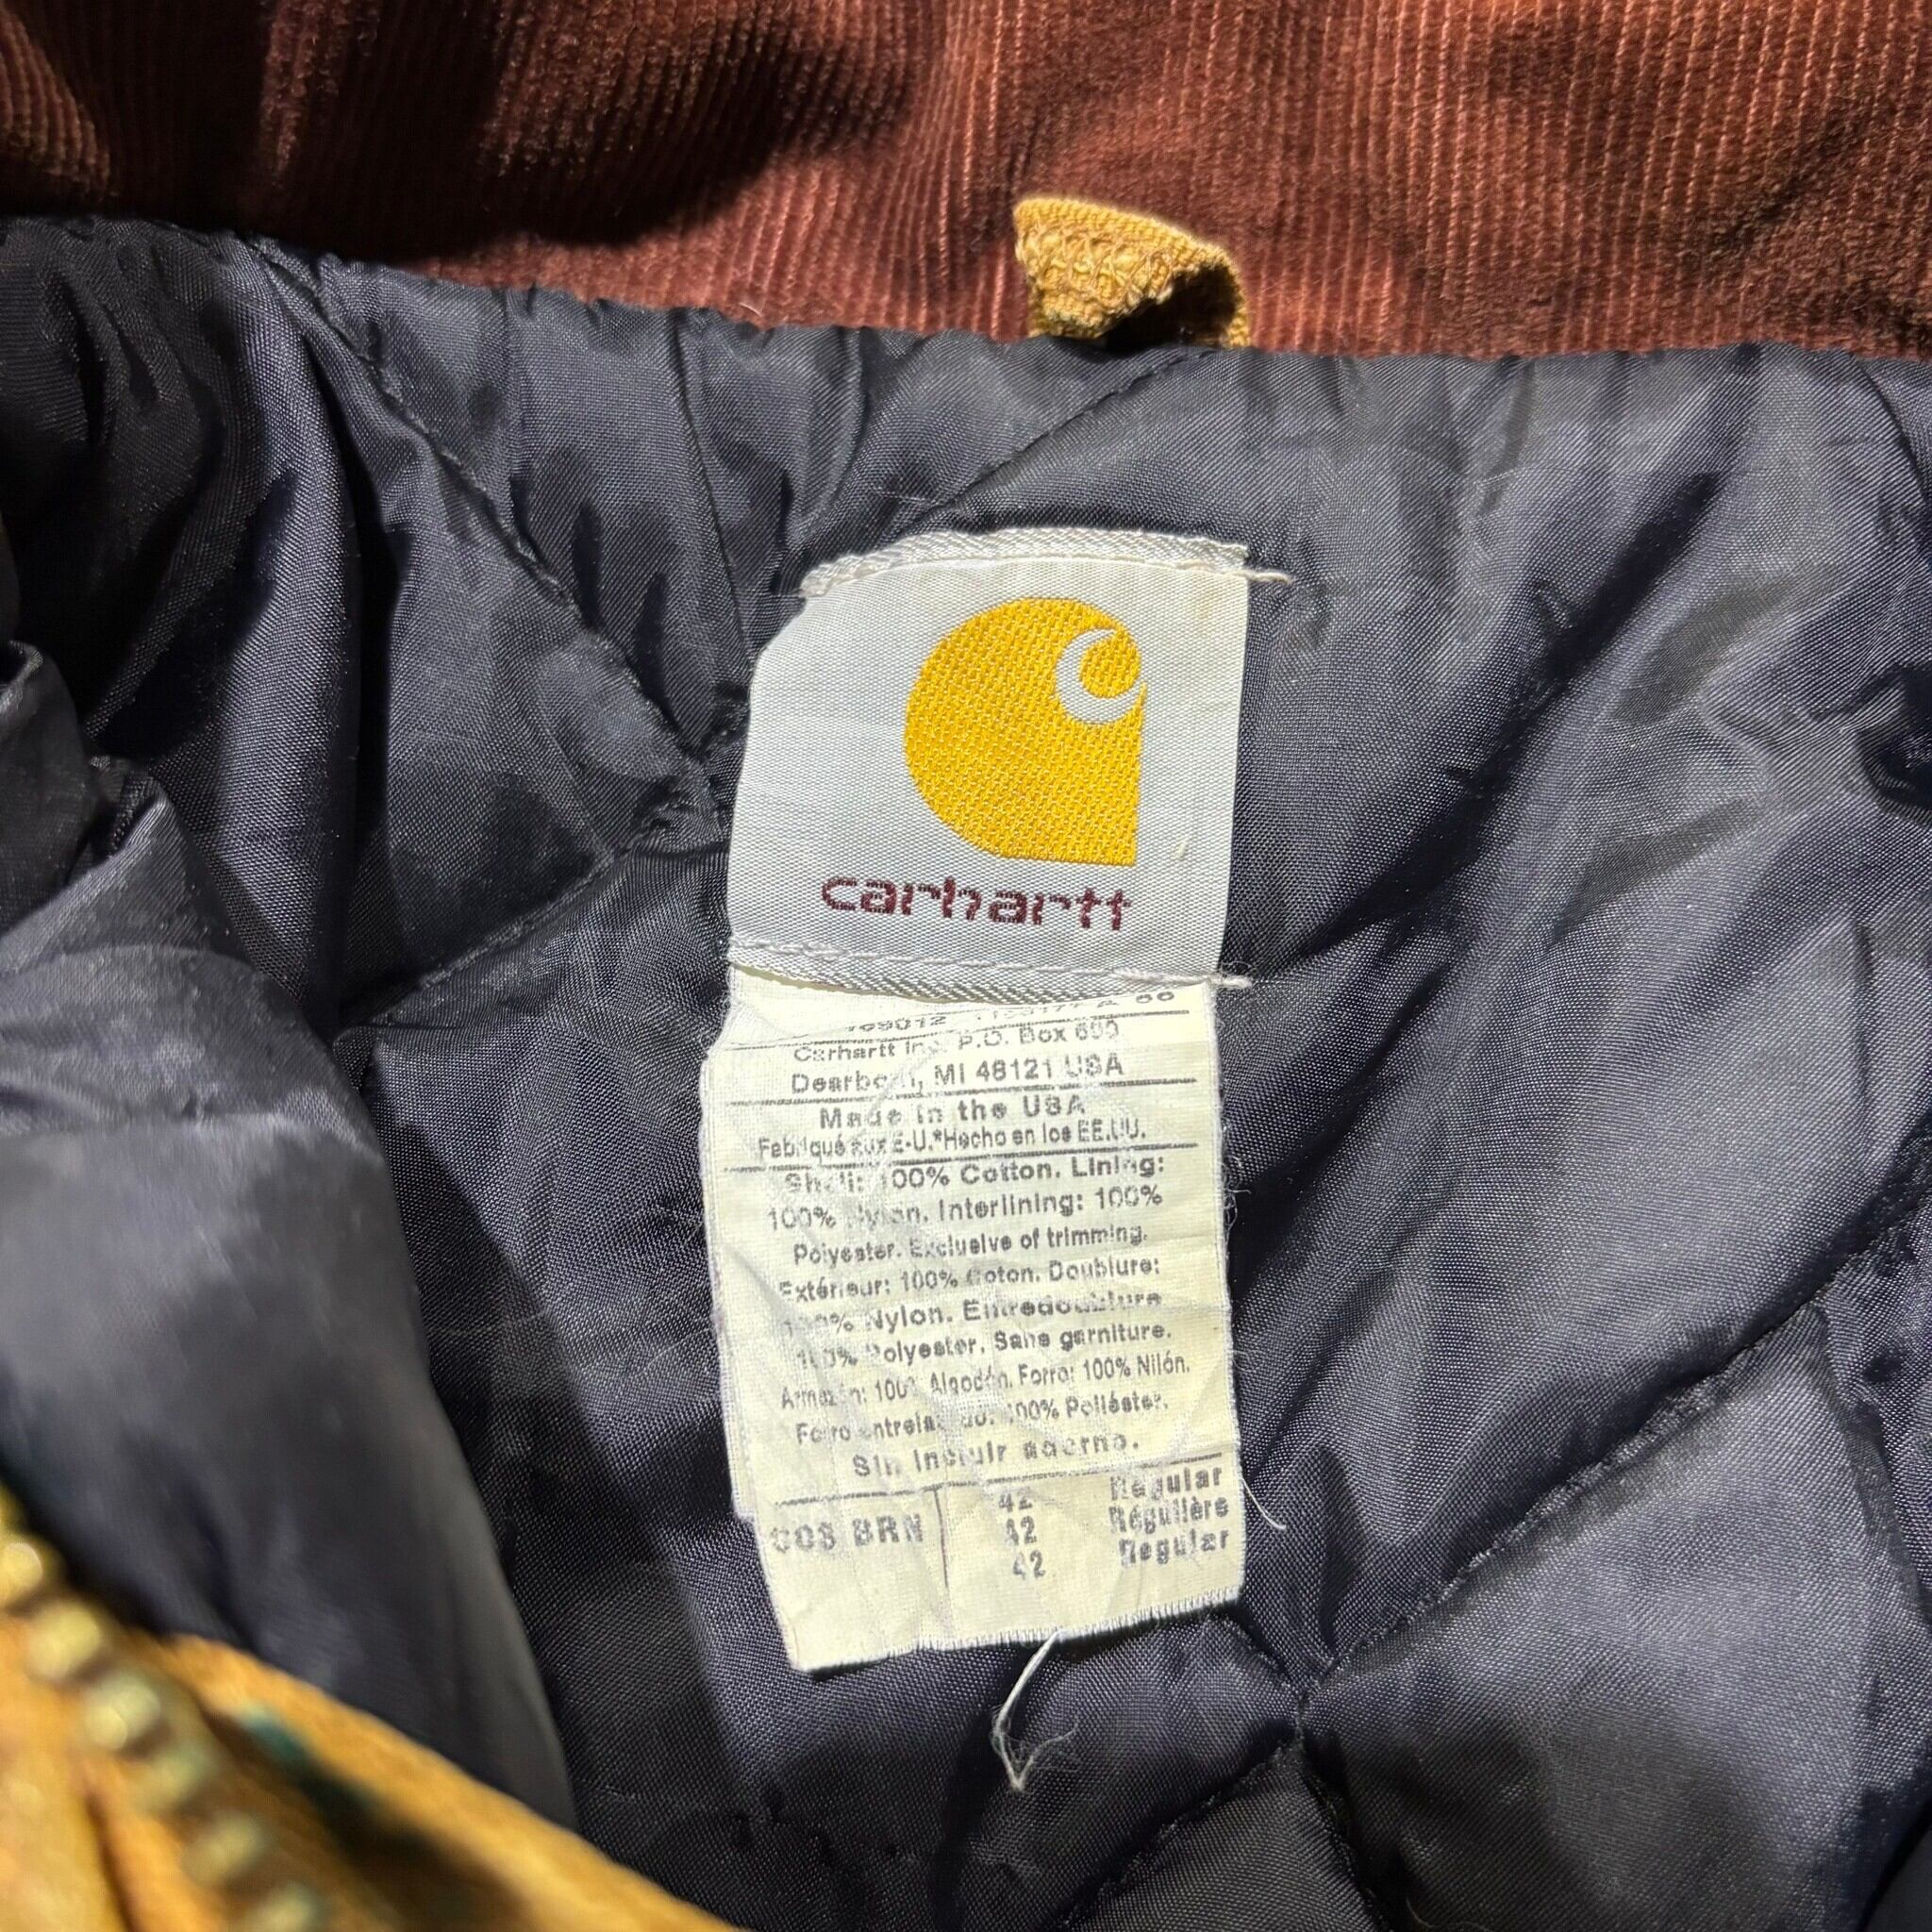 carhartt
Carhartt Inc. P.O. Box 600
Dearborn, MI 48121 USA
Made in the USA
Fabriqué aux É-U.*Hecho en los EE.UU.
Shell: 100% Cotton. Lining:
100% Nylon. Interlining: 100%
Polyester. Exclusive of trimming.
Extérieur: 100% Coton. Doublure:
100% Nylon. Entredoublure
100% Polyester. Sans garniture.
Armazón: 100% Algodón. Forro: 100% Nilón.
Forro entrelazado: 100% Poliéster.
Sin incluir adorno.
42 Regular
BRN 42 Régulière
42 Regular